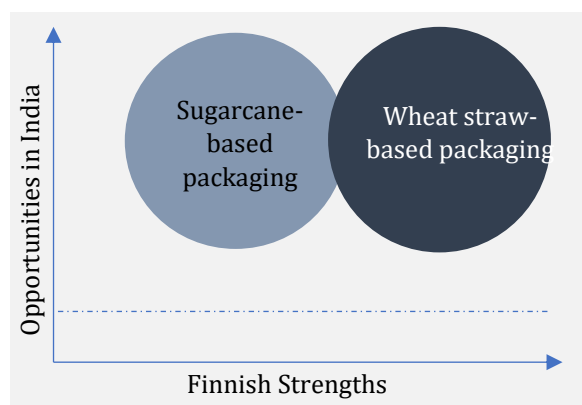 Opportunities in India
Sugarcane-
based
packaging
Wheat straw-
based packaging
Finnish Strengths